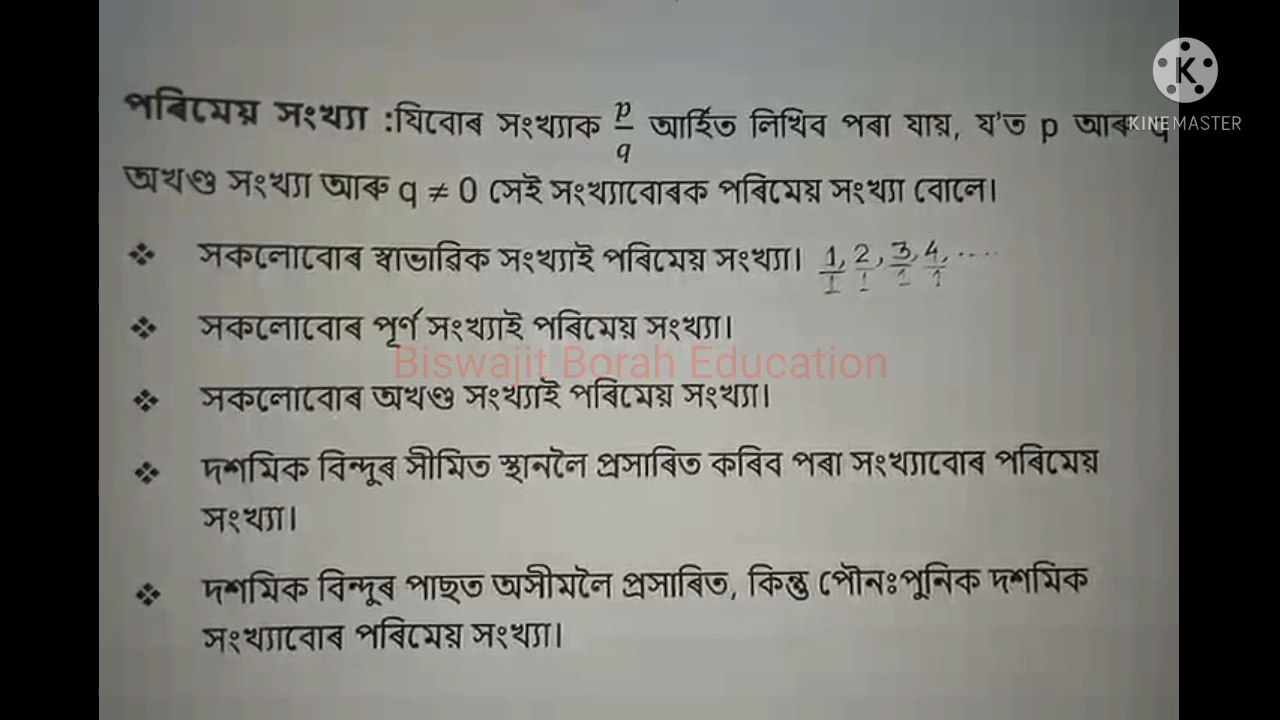 পৰিমেয় সংখ্যা :যিবোৰ সংখ্যাক p/q আৰ্হিত লিখিব পৰা যায়, য'ত p আৰু q
KINEMASTER
অখণ্ড সংখ্যা আৰু q ≠ 0 সেই সংখ্যাবোৰক পৰিমেয় সংখ্যা বোলে।
❖ সকলোবোৰ স্বাভাৱিক সংখ্যাই পৰিমেয় সংখ্যা। 1/1, 2/1, 3/1, 4/1, ....
❖ সকলোবোৰ পূৰ্ণ সংখ্যাই পৰিমেয় সংখ্যা।
Biswajit Borah Education
❖ সকলোবোৰ অখণ্ড সংখ্যাই পৰিমেয় সংখ্যা।
❖ দশমিক বিন্দুৰ সীমিত স্থানলৈ প্ৰসাৰিত কৰিব পৰা সংখ্যাবোৰ পৰিমেয়
সংখ্যা।
❖ দশমিক বিন্দুৰ পাছত অসীমলৈ প্ৰসাৰিত, কিন্তু পৌনঃপুনিক দশমিক
সংখ্যাবোৰ পৰিমেয় সংখ্যা।